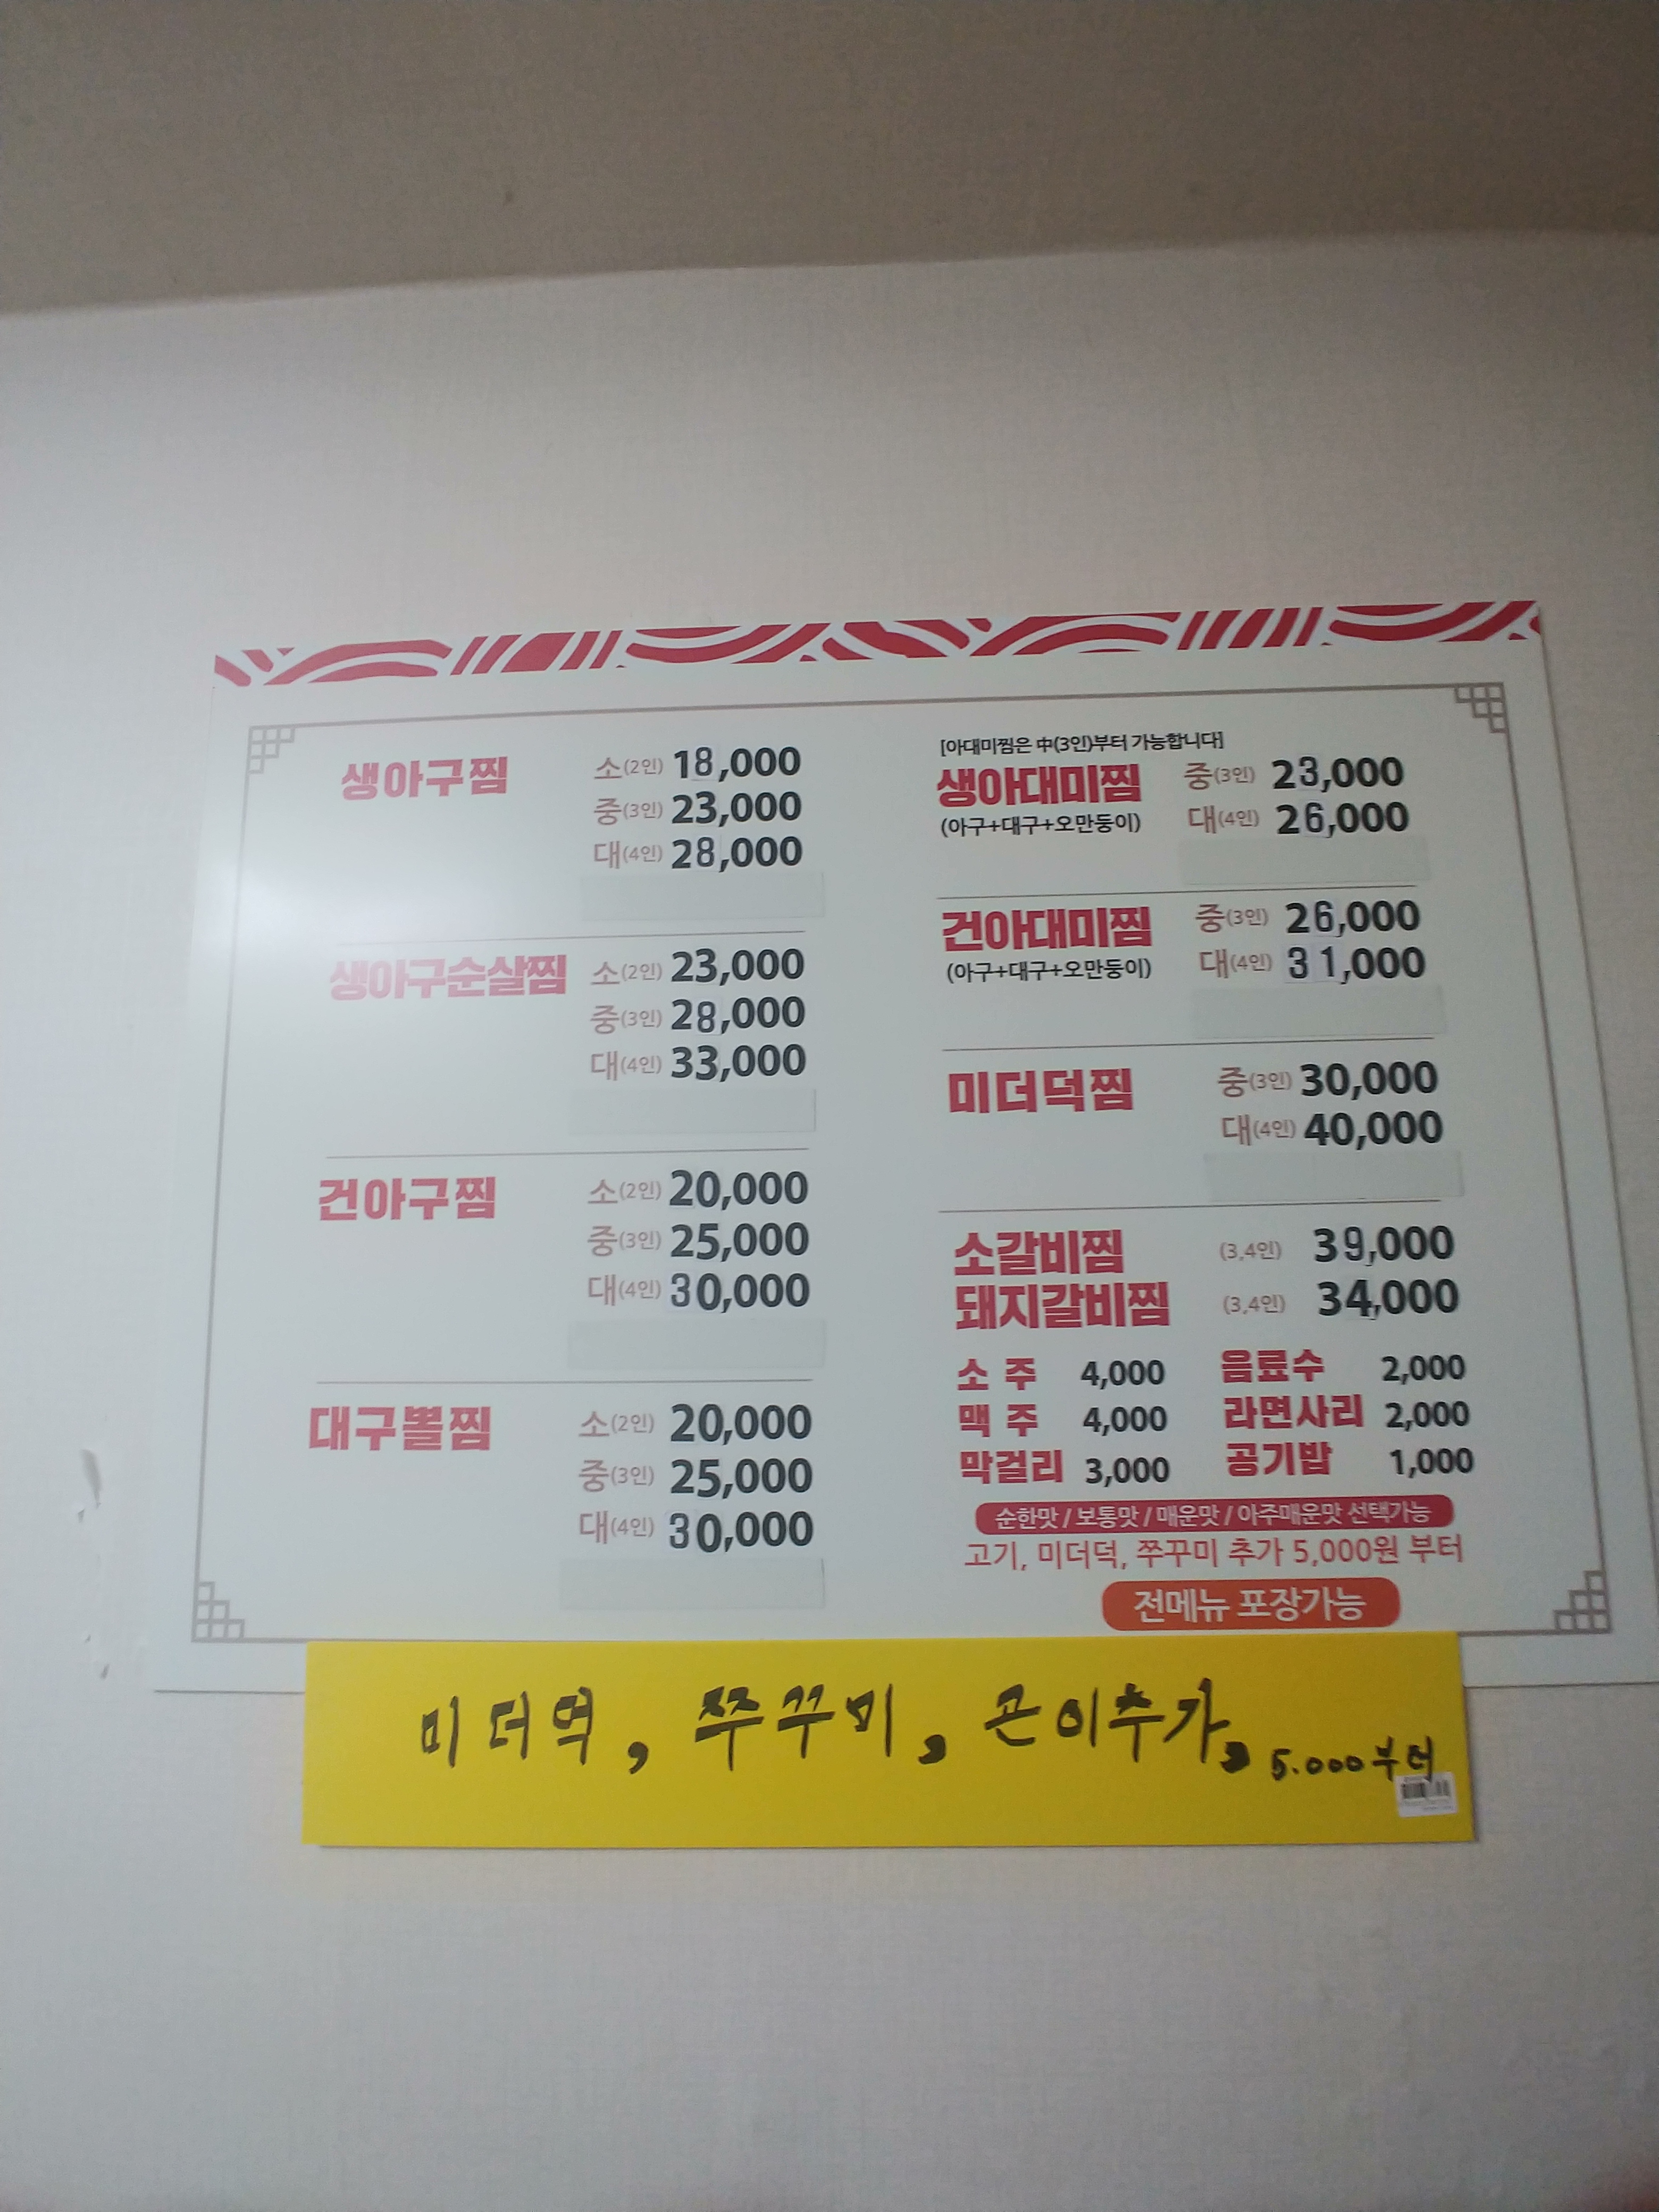 생아구찜 소(2인) 18,000
중(3인) 23,000
대(4인) 28,000
생아구순살찜 소(2인) 23,000
중(3인) 28,000
대(4인) 33,000
건아구찜 소(2인) 20,000
중(3인) 25,000
대(4인) 30,000
대구뽈찜 소(2인) 20,000
중(3인) 25,000
대(4인) 30,000
[아대미찜은 中(3인)부터 가능합니다]
생아대미찜 중(3인) 23,000
(아구+대구+오만둥이) 대(4인) 26,000
건아대미찜 중(3인) 26,000
(아구+대구+오만둥이) 대(4인) 31,000
미더덕찜 중(3인) 30,000
대(4인) 40,000
소갈비찜 (3,4인) 39,000
돼지갈비찜 (3,4인) 34,000
소 주 4,000 음료수 2,000
맥 주 4,000 라면사리 2,000
막걸리 3,000 공기밥 1,000
순한맛 / 보통맛 / 매운맛 / 아주매운맛 선택가능
고기, 미더덕, 쭈꾸미 추가 5,000원 부터
전메뉴 포장가능
미더역, 쭈꾸미, 곤이추가, 5.000부터